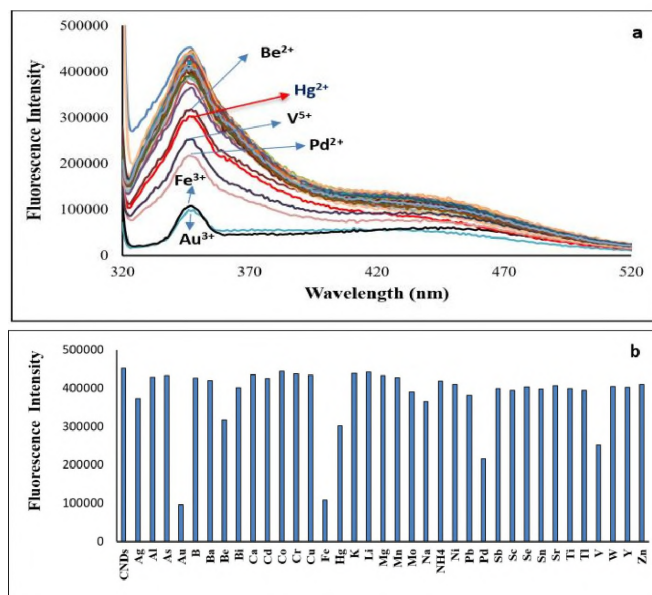 a
500000
400000
300000
200000
100000
0
Fluorescence Intensity
Be2+
Hg2+
V5+
Pd2+
Fe3+
Au3+
320 370 420 470 520
Wavelength (nm)
b
500000
400000
300000
200000
100000
0
Fluorescence Intensity
CNDs Ag Al As Au B Ba Be Bi Ca Cd Co Cr Cu Fe Hg K Li Mg Mn Mo Na NH4 Ni Pb Pd Sb Sc Se Sn Sr Ti Tl V W Y Zn